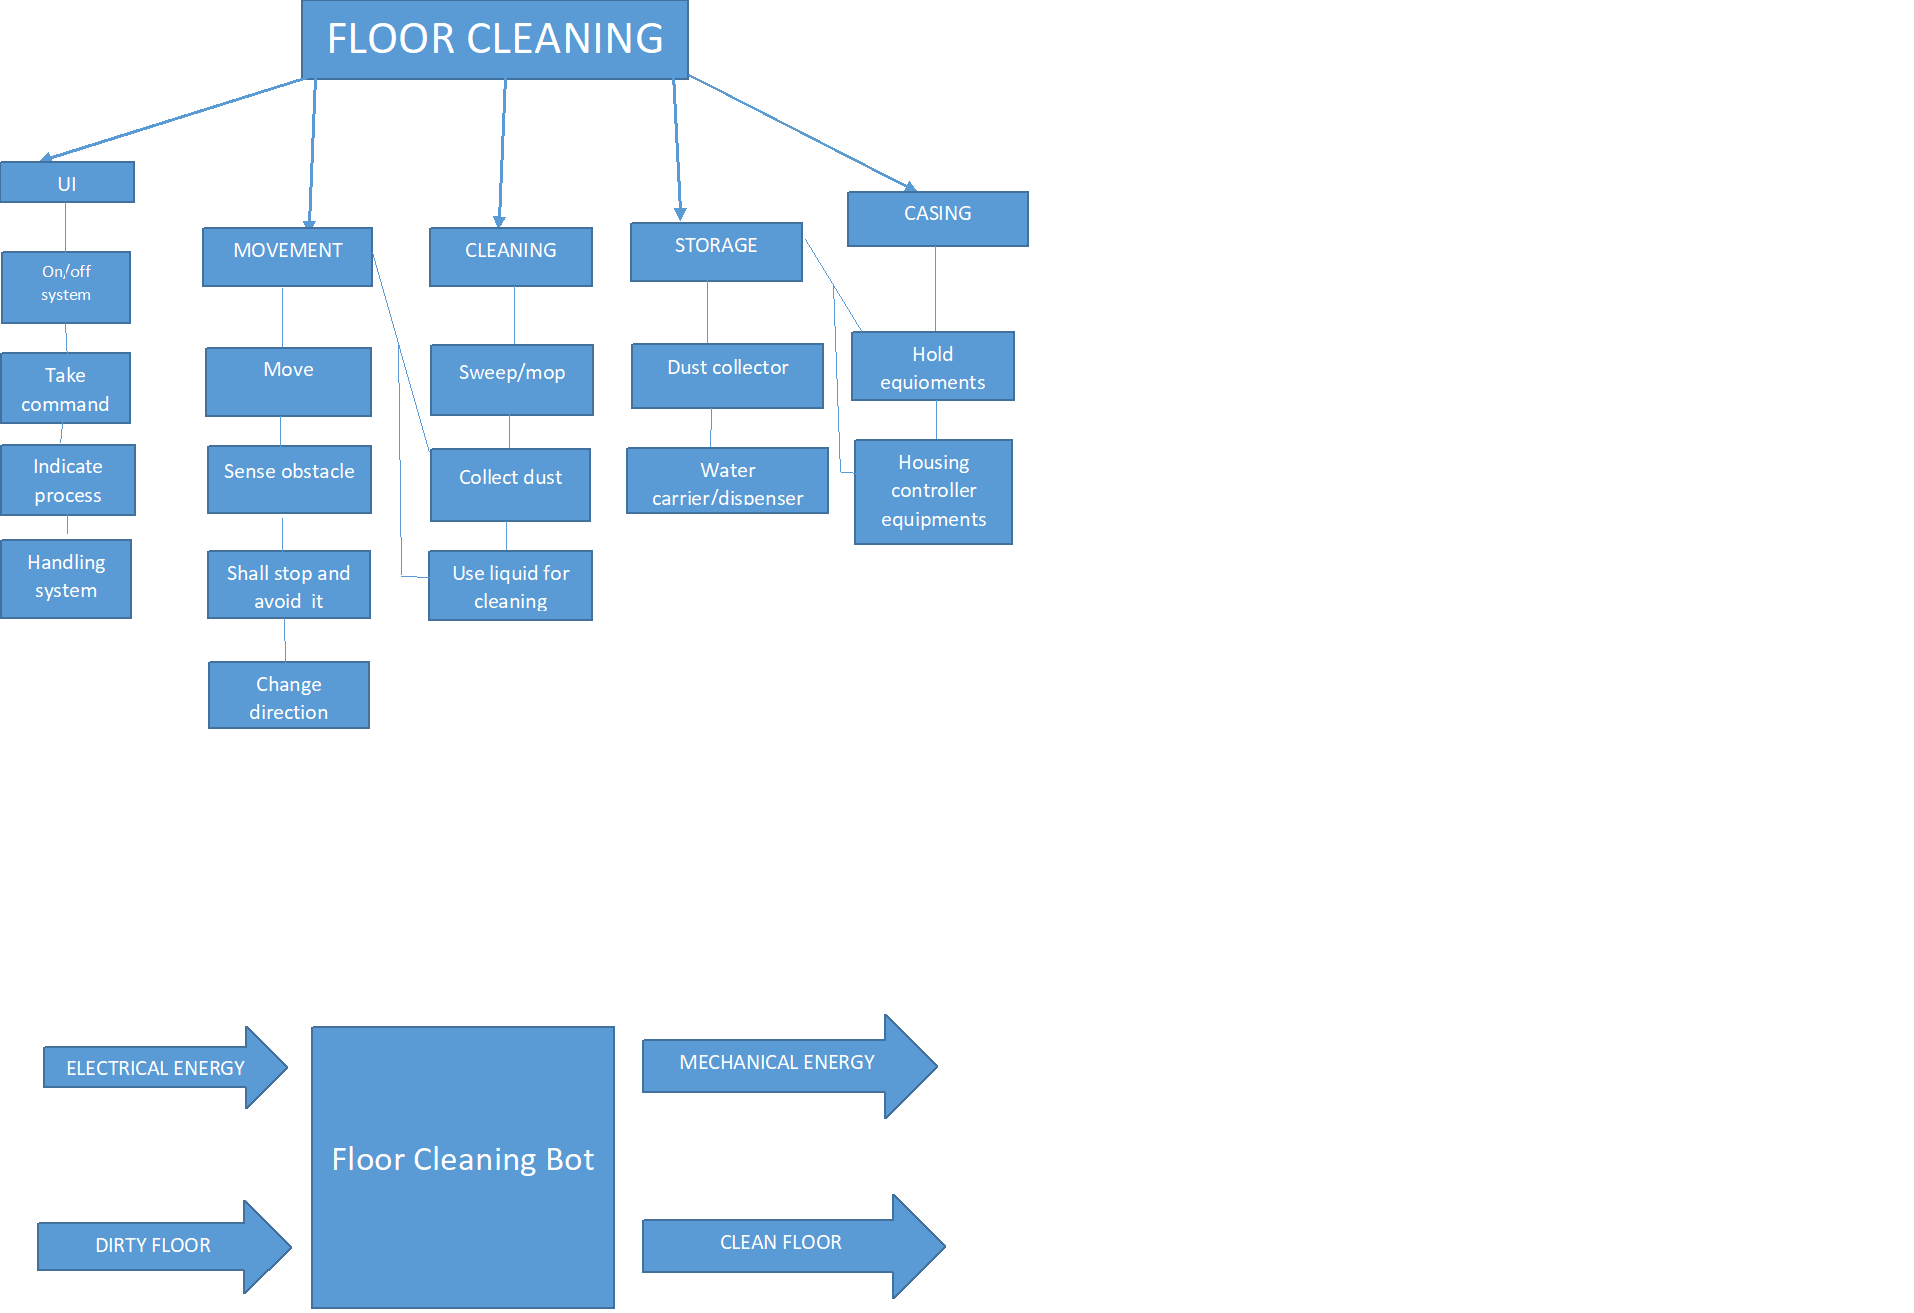 FLOOR CLEANING
UI
On/off
system
Take
command
Indicate
process
Handling
system
MOVEMENT
Move
Sense obstacle
Shall stop and
avoid  it
Change
direction
CLEANING
Sweep/mop
Collect dust
Use liquid for
cleaning
STORAGE
Dust collector
Water
carrier/dispenser
CASING
Hold
equioments
Housing
controller
equipments
ELECTRICAL ENERGY
DIRTY FLOOR
Floor Cleaning Bot
MECHANICAL ENERGY
CLEAN FLOOR